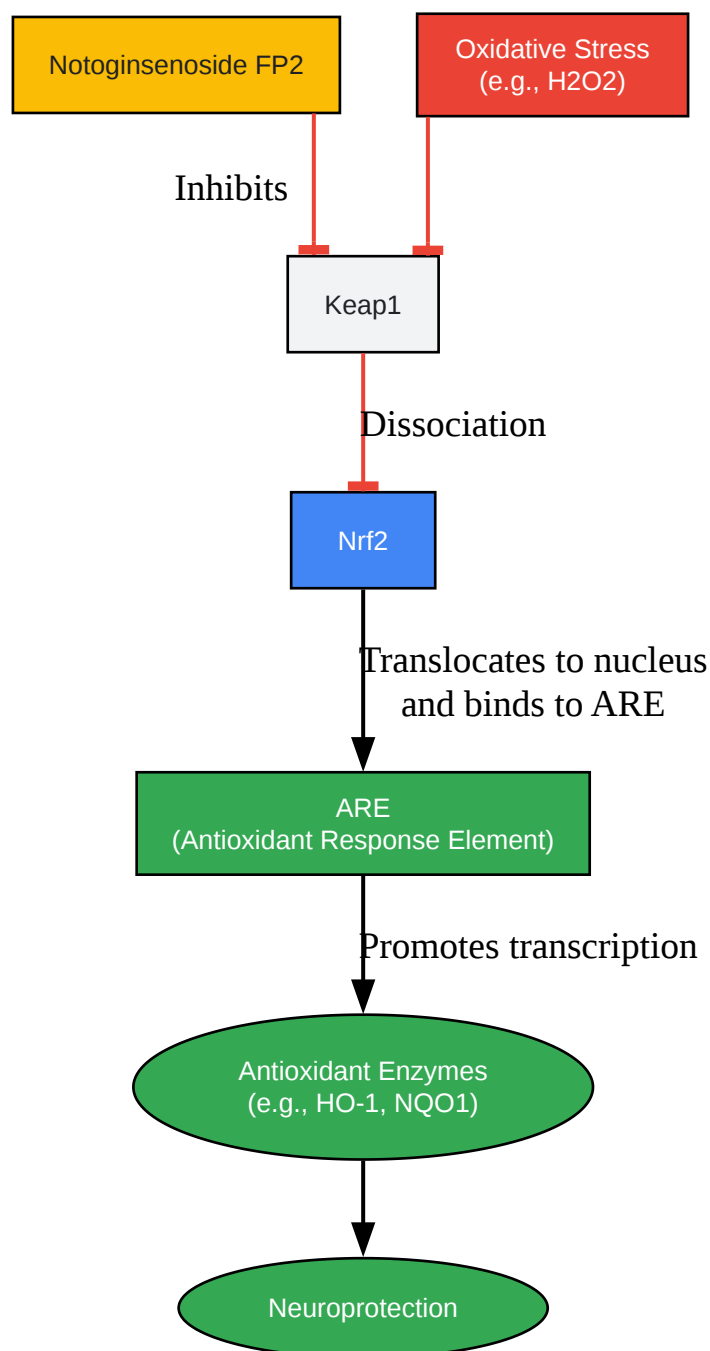 Notoginsenoside FP2
Oxidative Stress
(e.g., H2O2)
Inhibits
Keap1
Dissociation
Nrf2
Translocates to nucleus
and binds to ARE
ARE
(Antioxidant Response Element)
Promotes transcription
Antioxidant Enzymes
(e.g., HO-1, NQO1)
Neuroprotection